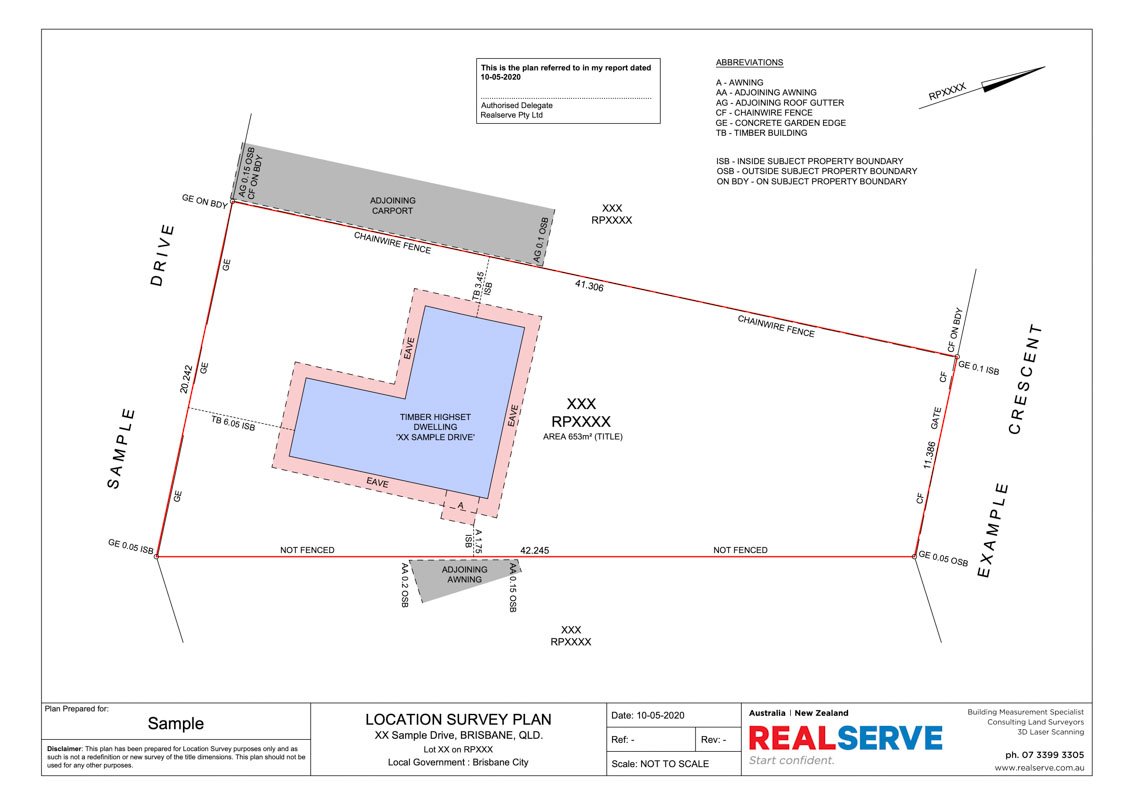 This is the plan referred to in my report dated
10-05-2020
Authorised Delegate
Realserve Pty Ltd
ABBREVIATIONS
A - AWNING
AA - ADJOINING AWNING
AG - ADJOINING ROOF GUTTER
CF - CHAINWIRE FENCE
GE - CONCRETE GARDEN EDGE
TB - TIMBER BUILDING
ISB - INSIDE SUBJECT PROPERTY BOUNDARY
OSB - OUTSIDE SUBJECT PROPERTY BOUNDARY
ON BDY - ON SUBJECT PROPERTY BOUNDARY
RPXXXX
AG 0.15 OSB
CF ON BDY
GE ON BDY
ADJOINING
CARPORT
AG 0.1 OSB
XXX
RPXXXX
CHAINWIRE FENCE
41.306
CHAINWIRE FENCE
SAMPLE DRIVE
GE
GE
GE
20.242
TB 3.45
ISB
TB 6.05 ISB
EAVE
EAVE
EAVE
TIMBER HIGHSET
DWELLING
'XX SAMPLE DRIVE'
XXX
RPXXXX
AREA 653m² (TITLE)
CF ON BDY
GE 0.1 ISB
CF
GATE
11.386
CF
EXAMPLE CRESCENT
A
A 1.75
ISB
GE 0.05 ISB
NOT FENCED
42.245
NOT FENCED
GE 0.05 OSB
AA 0.2 OSB
ADJOINING
AWNING
AA 0.15 OSB
XXX
RPXXXX
Plan Prepared for:
Sample
Disclaimer: This plan has been prepared for Location Survey purposes only and as
such is not a redefinition or new survey of the title dimensions. This plan should not be
used for any other purposes.
LOCATION SURVEY PLAN
XX Sample Drive, BRISBANE, QLD.
Lot XX on RPXXX
Local Government : Brisbane City
Date: 10-05-2020
Ref: -
Rev: -
Scale: NOT TO SCALE
Australia | New Zealand
REALSERVE
Start confident.
Building Measurement Specialist
Consulting Land Surveyors
3D Laser Scanning
ph. 07 3399 3305
www.realserve.com.au